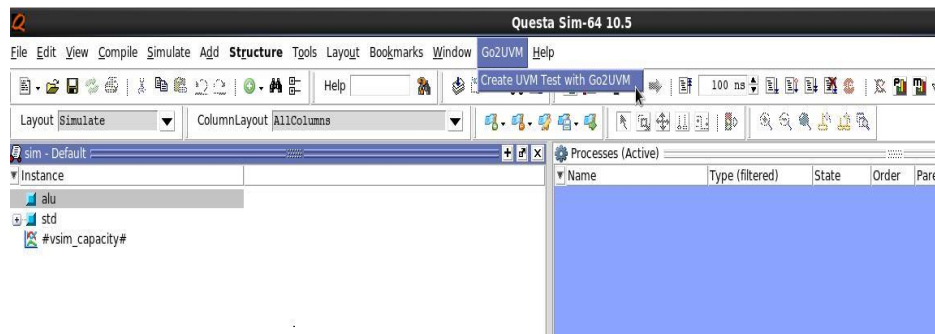 Questa Sim-64 10.5
File Edit View Compile Simulate Add Structure Tools Layout Bookmarks Window Go2UVM Help
Create UVM Test with Go2UVM
Help 100 ns
Layout Simulate ColumnLayout AllColumns
sim - Default Processes (Active)
Instance Name Type (filtered) State Order Pare
alu
std
#vsim_capacity#